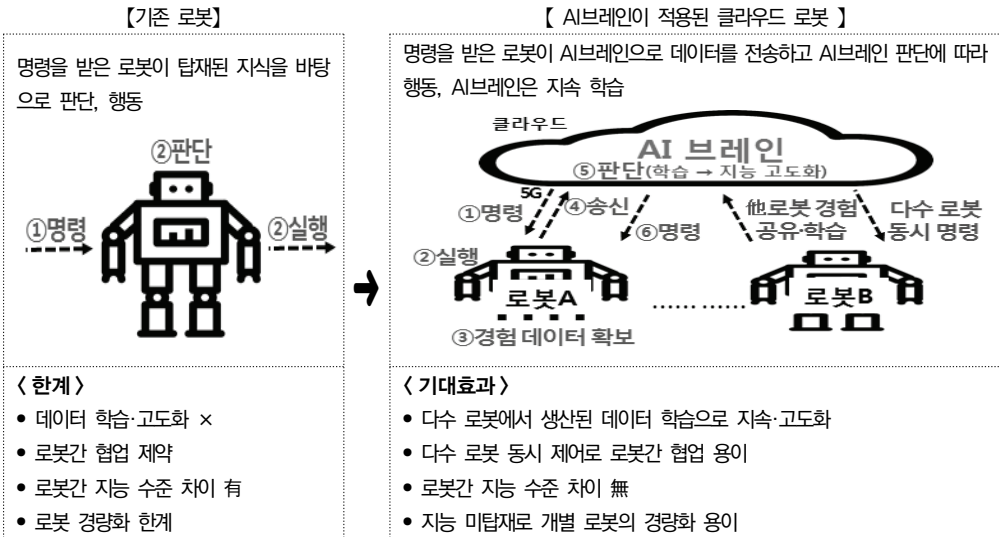 【기존 로봇】
명령을 받은 로봇이 탑재된 지식을 바탕
으로 판단, 행동
②판단
①명령
②실행
〈 한계 〉
• 데이터 학습·고도화 ×
• 로봇간 협업 제약
• 로봇간 지능 수준 차이 有
• 로봇 경량화 한계
【 AI브레인이 적용된 클라우드 로봇 】
명령을 받은 로봇이 AI브레인으로 데이터를 전송하고 AI브레인 판단에 따라
행동, AI브레인은 지속 학습
클라우드
AI 브레인
⑤판단(학습 → 지능 고도화)
5G
①명령
④송신
⑥명령
他로봇 경험
공유·학습
다수 로봇
동시 명령
②실행
로봇A
……………
로봇B
③경험 데이터 확보
〈 기대효과 〉
• 다수 로봇에서 생산된 데이터 학습으로 지속·고도화
• 다수 로봇 동시 제어로 로봇간 협업 용이
• 로봇간 지능 수준 차이 無
• 지능 미탑재로 개별 로봇의 경량화 용이